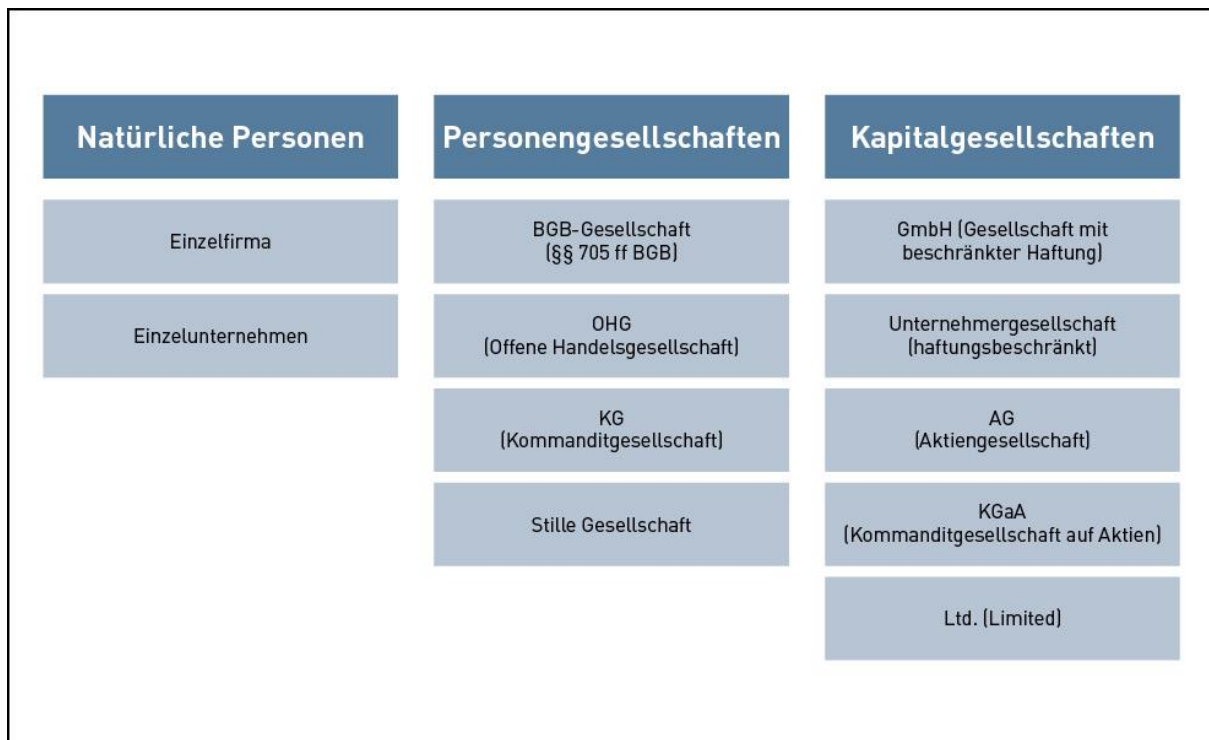 Natürliche Personen
Einzelfirma
Einzelunternehmen
Personengesellschaften
BGB-Gesellschaft
(§§ 705 ff BGB)
OHG
(Offene Handelsgesellschaft)
KG
(Kommanditgesellschaft)
Stille Gesellschaft
Kapitalgesellschaften
GmbH (Gesellschaft mit
beschränkter Haftung)
Unternehmergesellschaft
(haftungsbeschränkt)
AG
(Aktiengesellschaft)
KGaA
(Kommanditgesellschaft auf Aktien)
Ltd. (Limited)